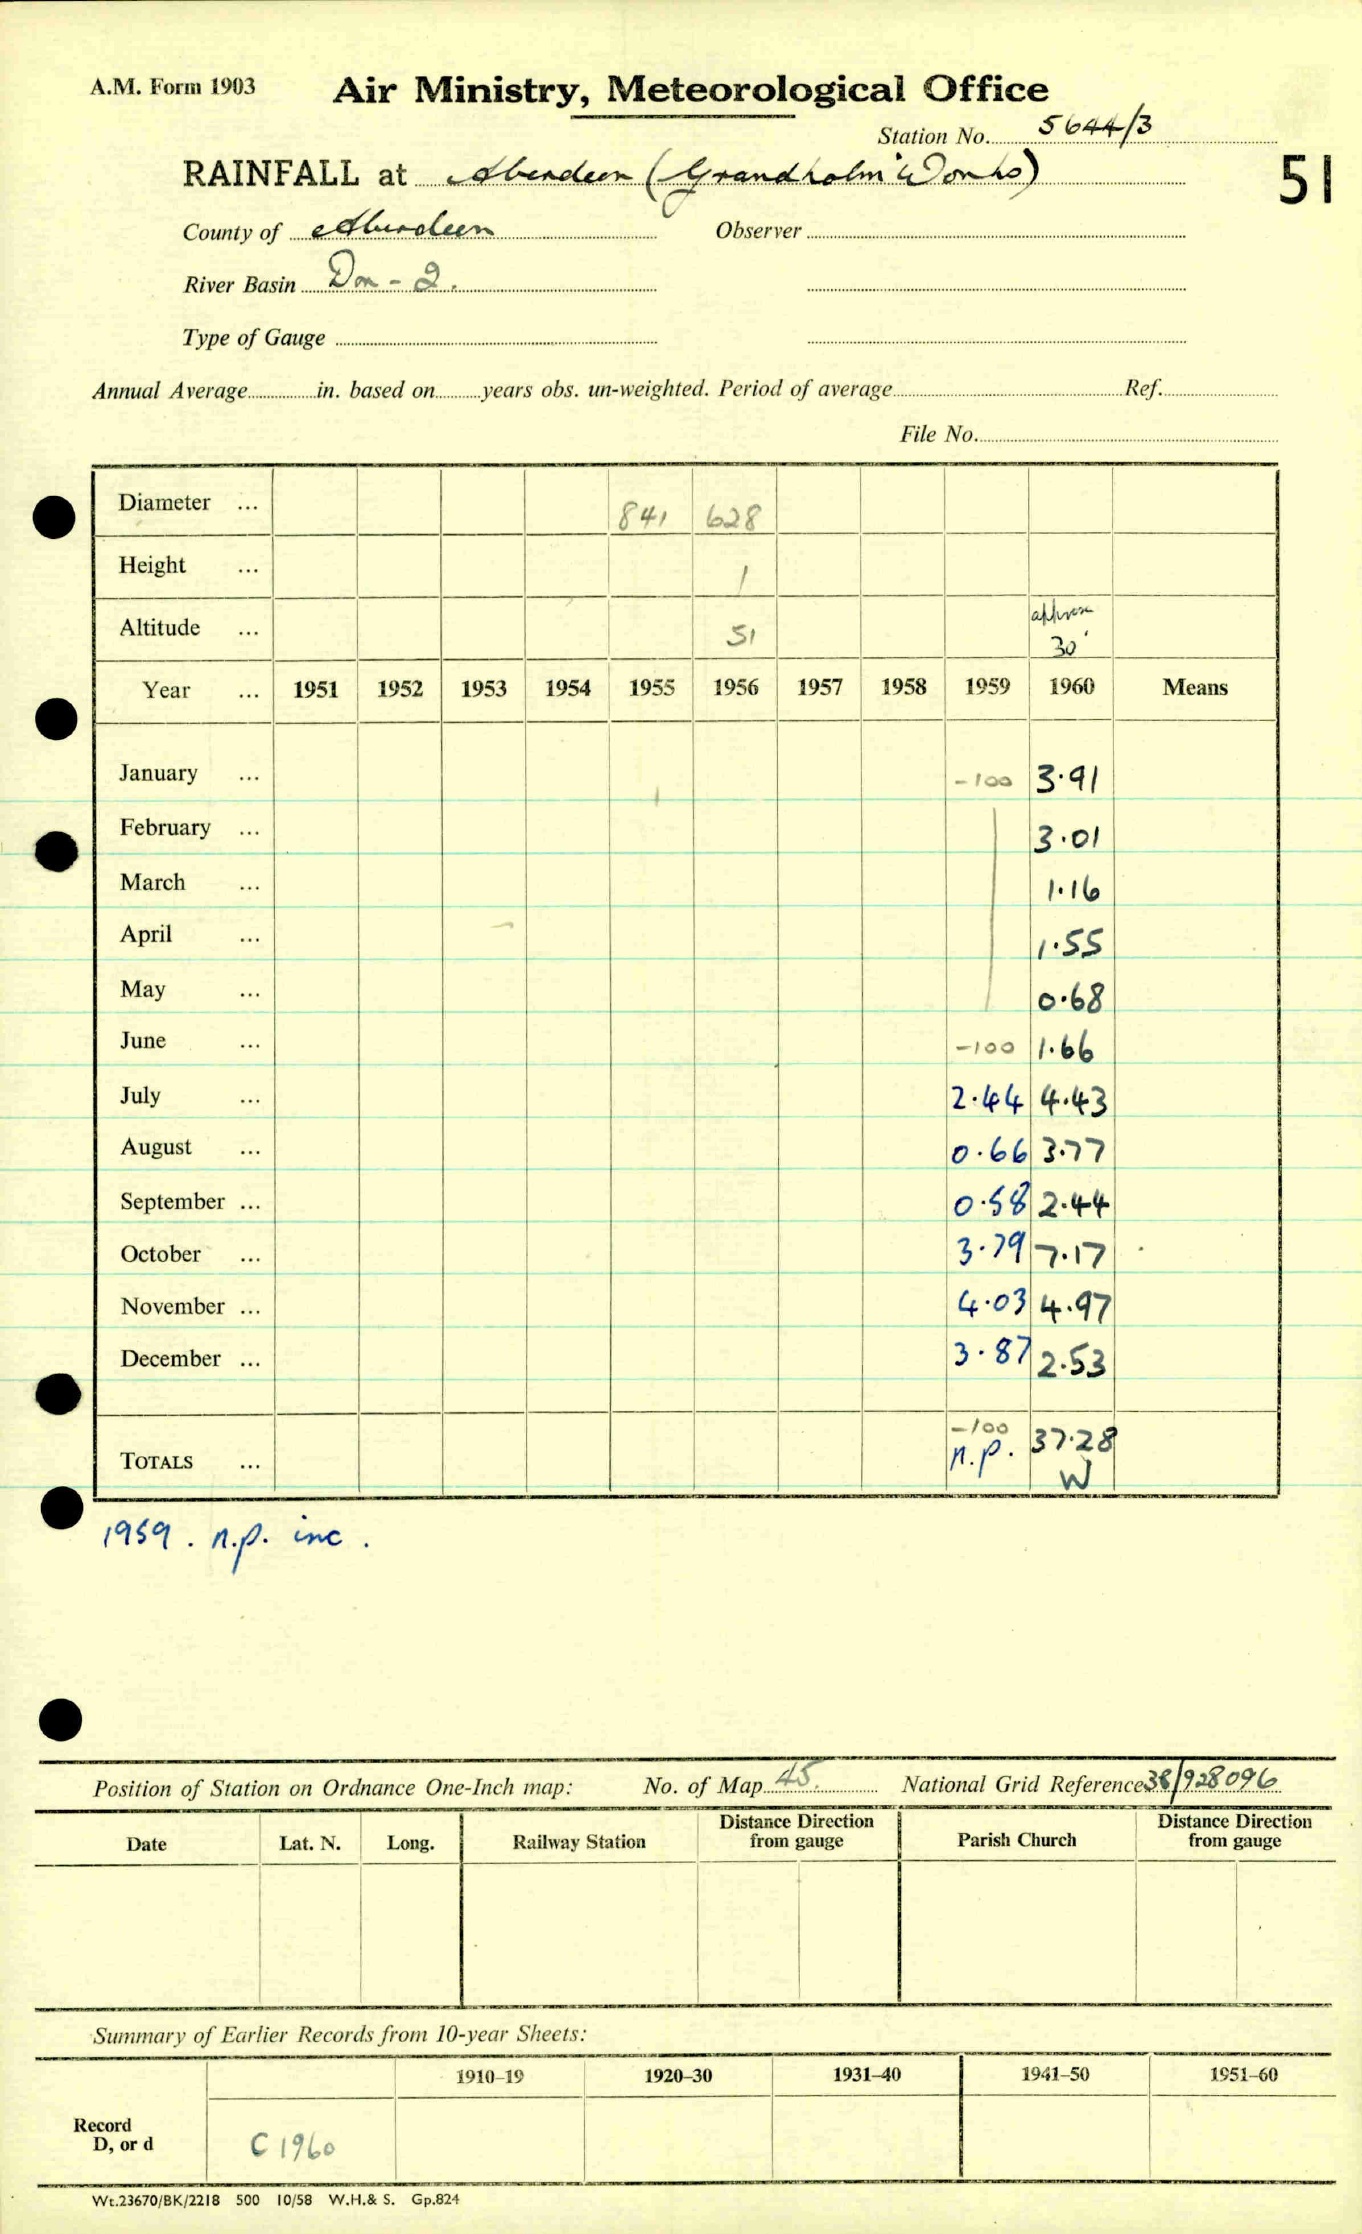 A.M. Form 1903 Air Ministry, Meteorological Office
Station No. 5644/3
RAINFALL at Aberdeen (Grandholm Works) 51
County of Aberdeen Observer
River Basin Don - 2.
Type of Gauge
Annual Average in. based on years obs. un-weighted. Period of average Ref.
File No.
Diameter ... 841 628
Height ... 1
Altitude ... 51 approx 30'
Year ... 1951 1952 1953 1954 1955 1956 1957 1958 1959 1960 Means
January ... -100 3.91
February ... 3.01
March ... 1.16
April ... 1.55
May ... 0.68
June ... -100 1.66
July ... 2.44 4.43
August ... 0.66 3.77
September ... 0.58 2.44
October ... 3.79 7.17
November ... 4.03 4.97
December ... 3.87 2.53
-100
TOTALS ... n.p. 37.28
W
1959. n.p. inc.
Position of Station on Ordnance One-Inch map: No. of Map 45. National Grid Reference 38/928096
Date Lat. N. Long. Railway Station Distance Direction from gauge Parish Church Distance Direction from gauge
Summary of Earlier Records from 10-year Sheets:
1910-19 1920-30 1931-40 1941-50 1951-60
Record
D, or d C 1960
Wt.23670/BK/2218 500 10/58 W.H.& S. Gp.824